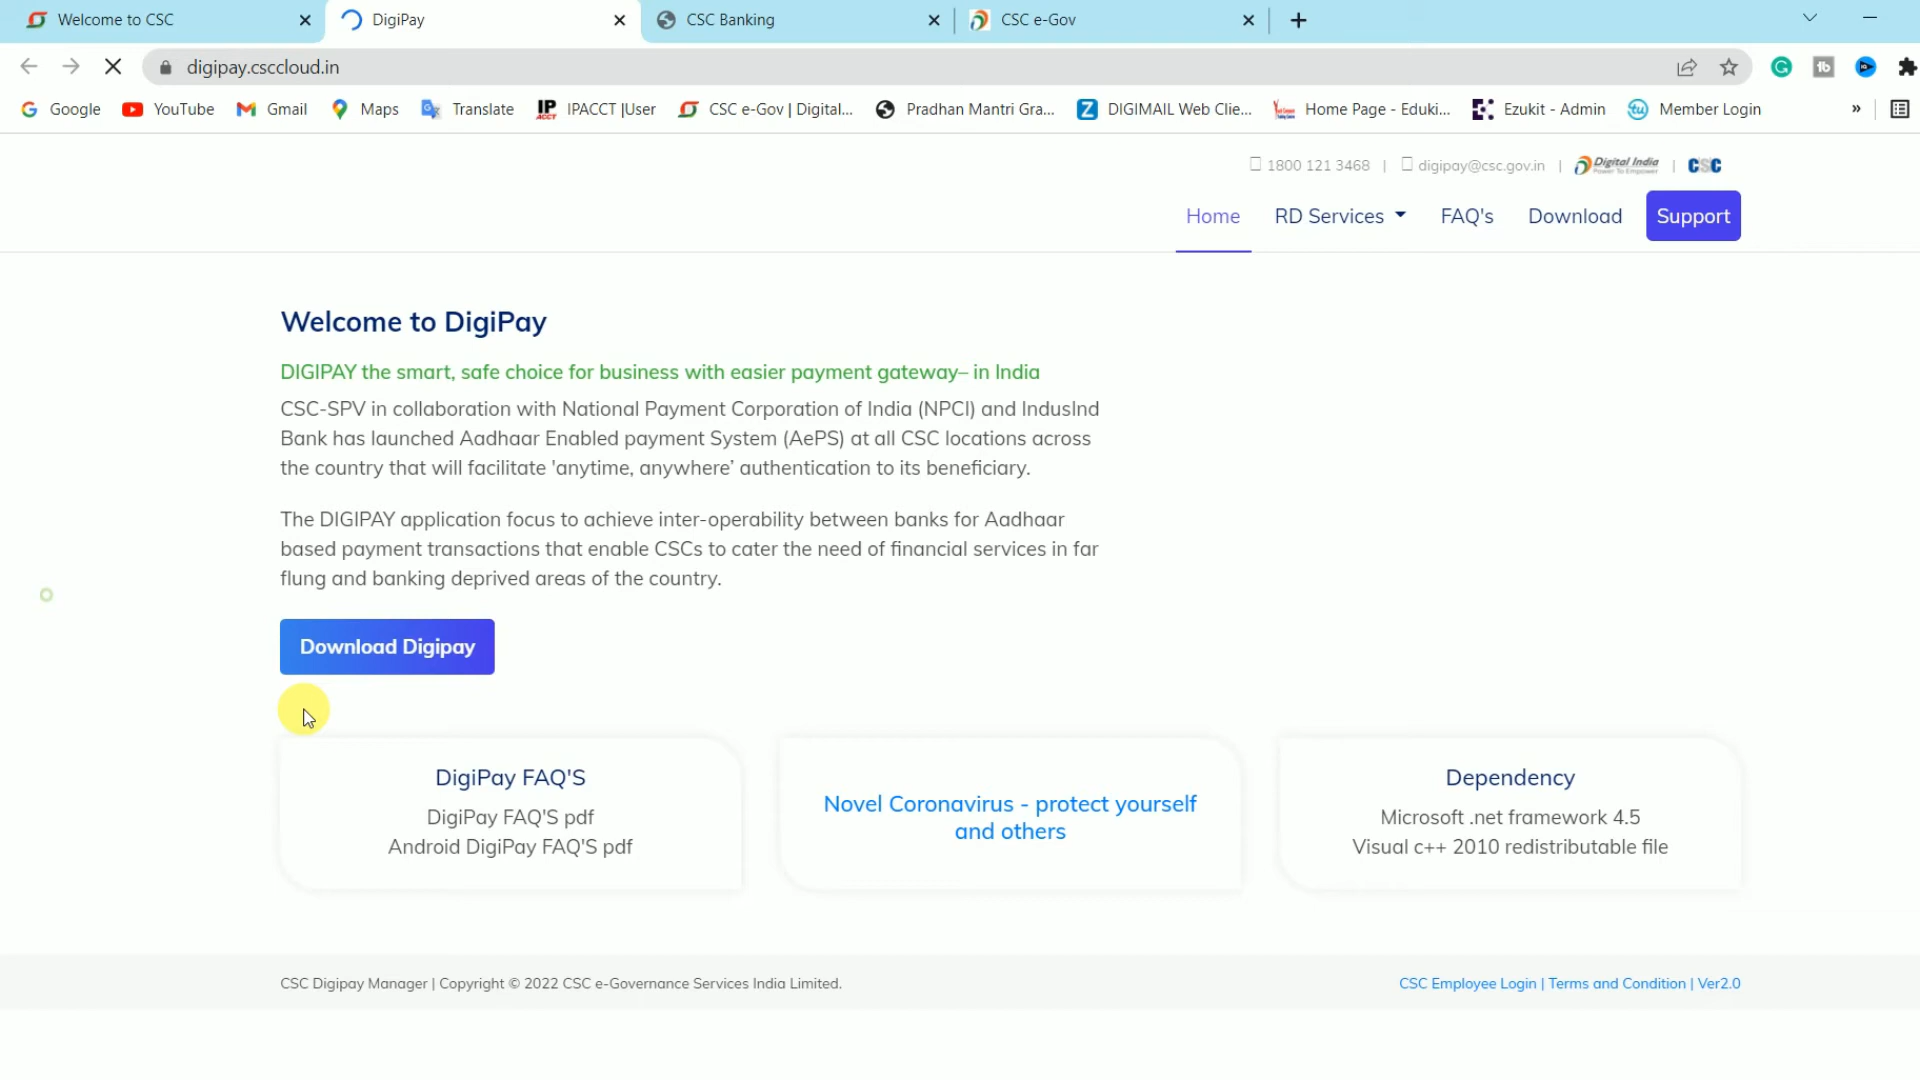 Welcome to CSC
DigiPay
CSC Banking
CSC e-Gov
digipay.csccloud.in
Google
YouTube
Gmail
Maps
Translate
IPACCT |User
CSC e-Gov | Digital...
Pradhan Mantri Gra...
DIGIMAIL Web Clie...
Home Page - Eduki...
Ezukit - Admin
Member Login
1800 121 3468 | digipay@csc.gov.in | Digital India Power To Empower | CSC
Home RD Services FAQ's Download Support
Welcome to DigiPay
DIGIPAY the smart, safe choice for business with easier payment gateway– in India
CSC-SPV in collaboration with National Payment Corporation of India (NPCI) and IndusInd
Bank has launched Aadhaar Enabled payment System (AePS) at all CSC locations across
the country that will facilitate 'anytime, anywhere’ authentication to its beneficiary.
The DIGIPAY application focus to achieve inter-operability between banks for Aadhaar
based payment transactions that enable CSCs to cater the need of financial services in far
flung and banking deprived areas of the country.
Download Digipay
DigiPay FAQ'S
DigiPay FAQ'S pdf
Android DigiPay FAQ'S pdf
Novel Coronavirus - protect yourself
and others
Dependency
Microsoft .net framework 4.5
Visual c++ 2010 redistributable file
CSC Digipay Manager | Copyright © 2022 CSC e-Governance Services India Limited.
CSC Employee Login | Terms and Condition | Ver2.0